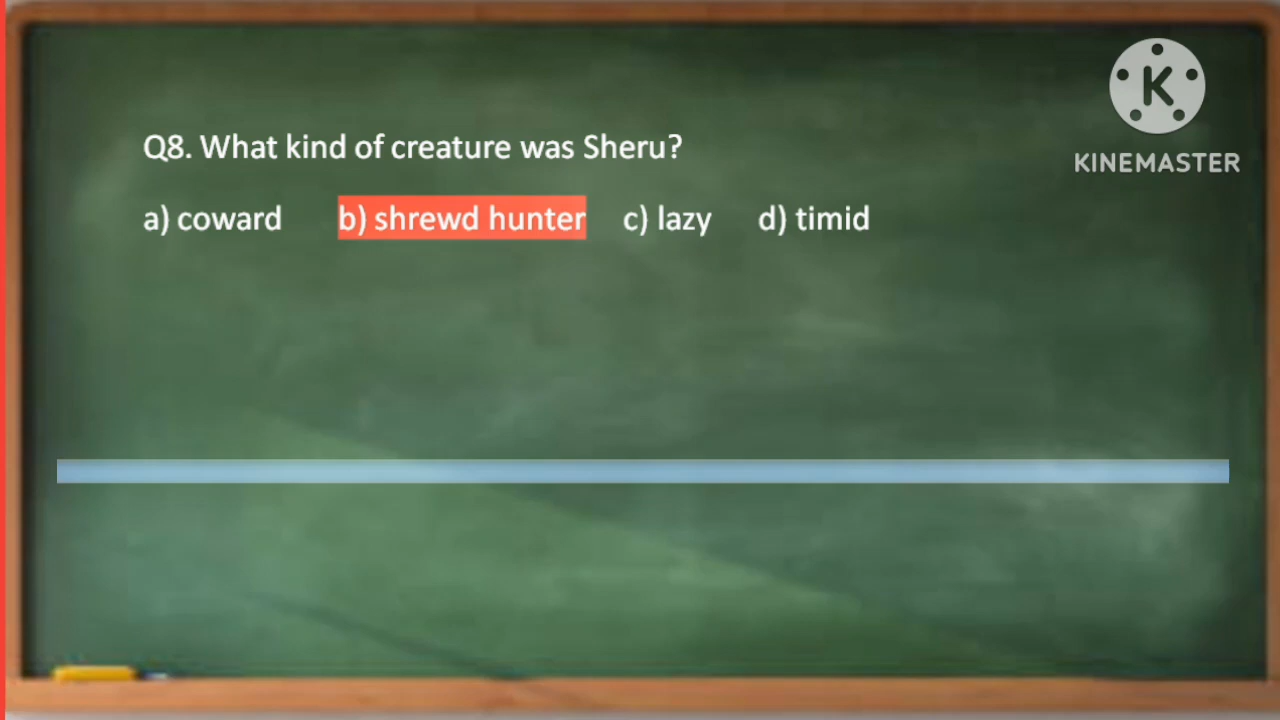 K
KINEMASTER
Q8. What kind of creature was Sheru?
a) coward b) shrewd hunter c) lazy d) timid